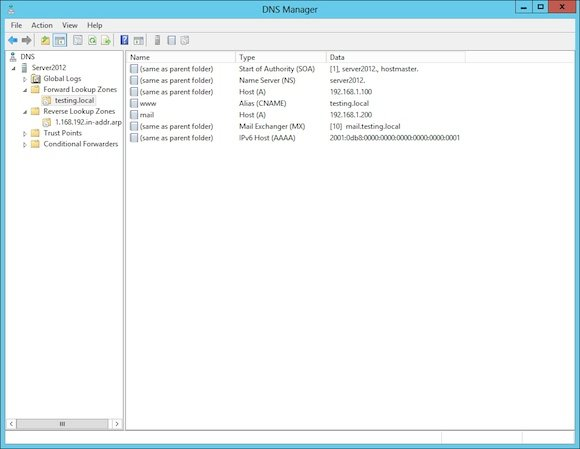 DNS Manager
File Action View Help
DNS
Server2012
Global Logs
Forward Lookup Zones
testing.local
Reverse Lookup Zones
1.168.192.in-addr.arp
Trust Points
Conditional Forwarders
Name Type Data
(same as parent folder) Start of Authority (SOA) [1], server2012., hostmaster.
(same as parent folder) Name Server (NS) server2012.
(same as parent folder) Host (A) 192.168.1.100
www Alias (CNAME) testing.local
mail Host (A) 192.168.1.200
(same as parent folder) Mail Exchanger (MX) [10] mail.testing.local
(same as parent folder) IPv6 Host (AAAA) 2001:0db8:0000:0000:0000:0000:0000:0001